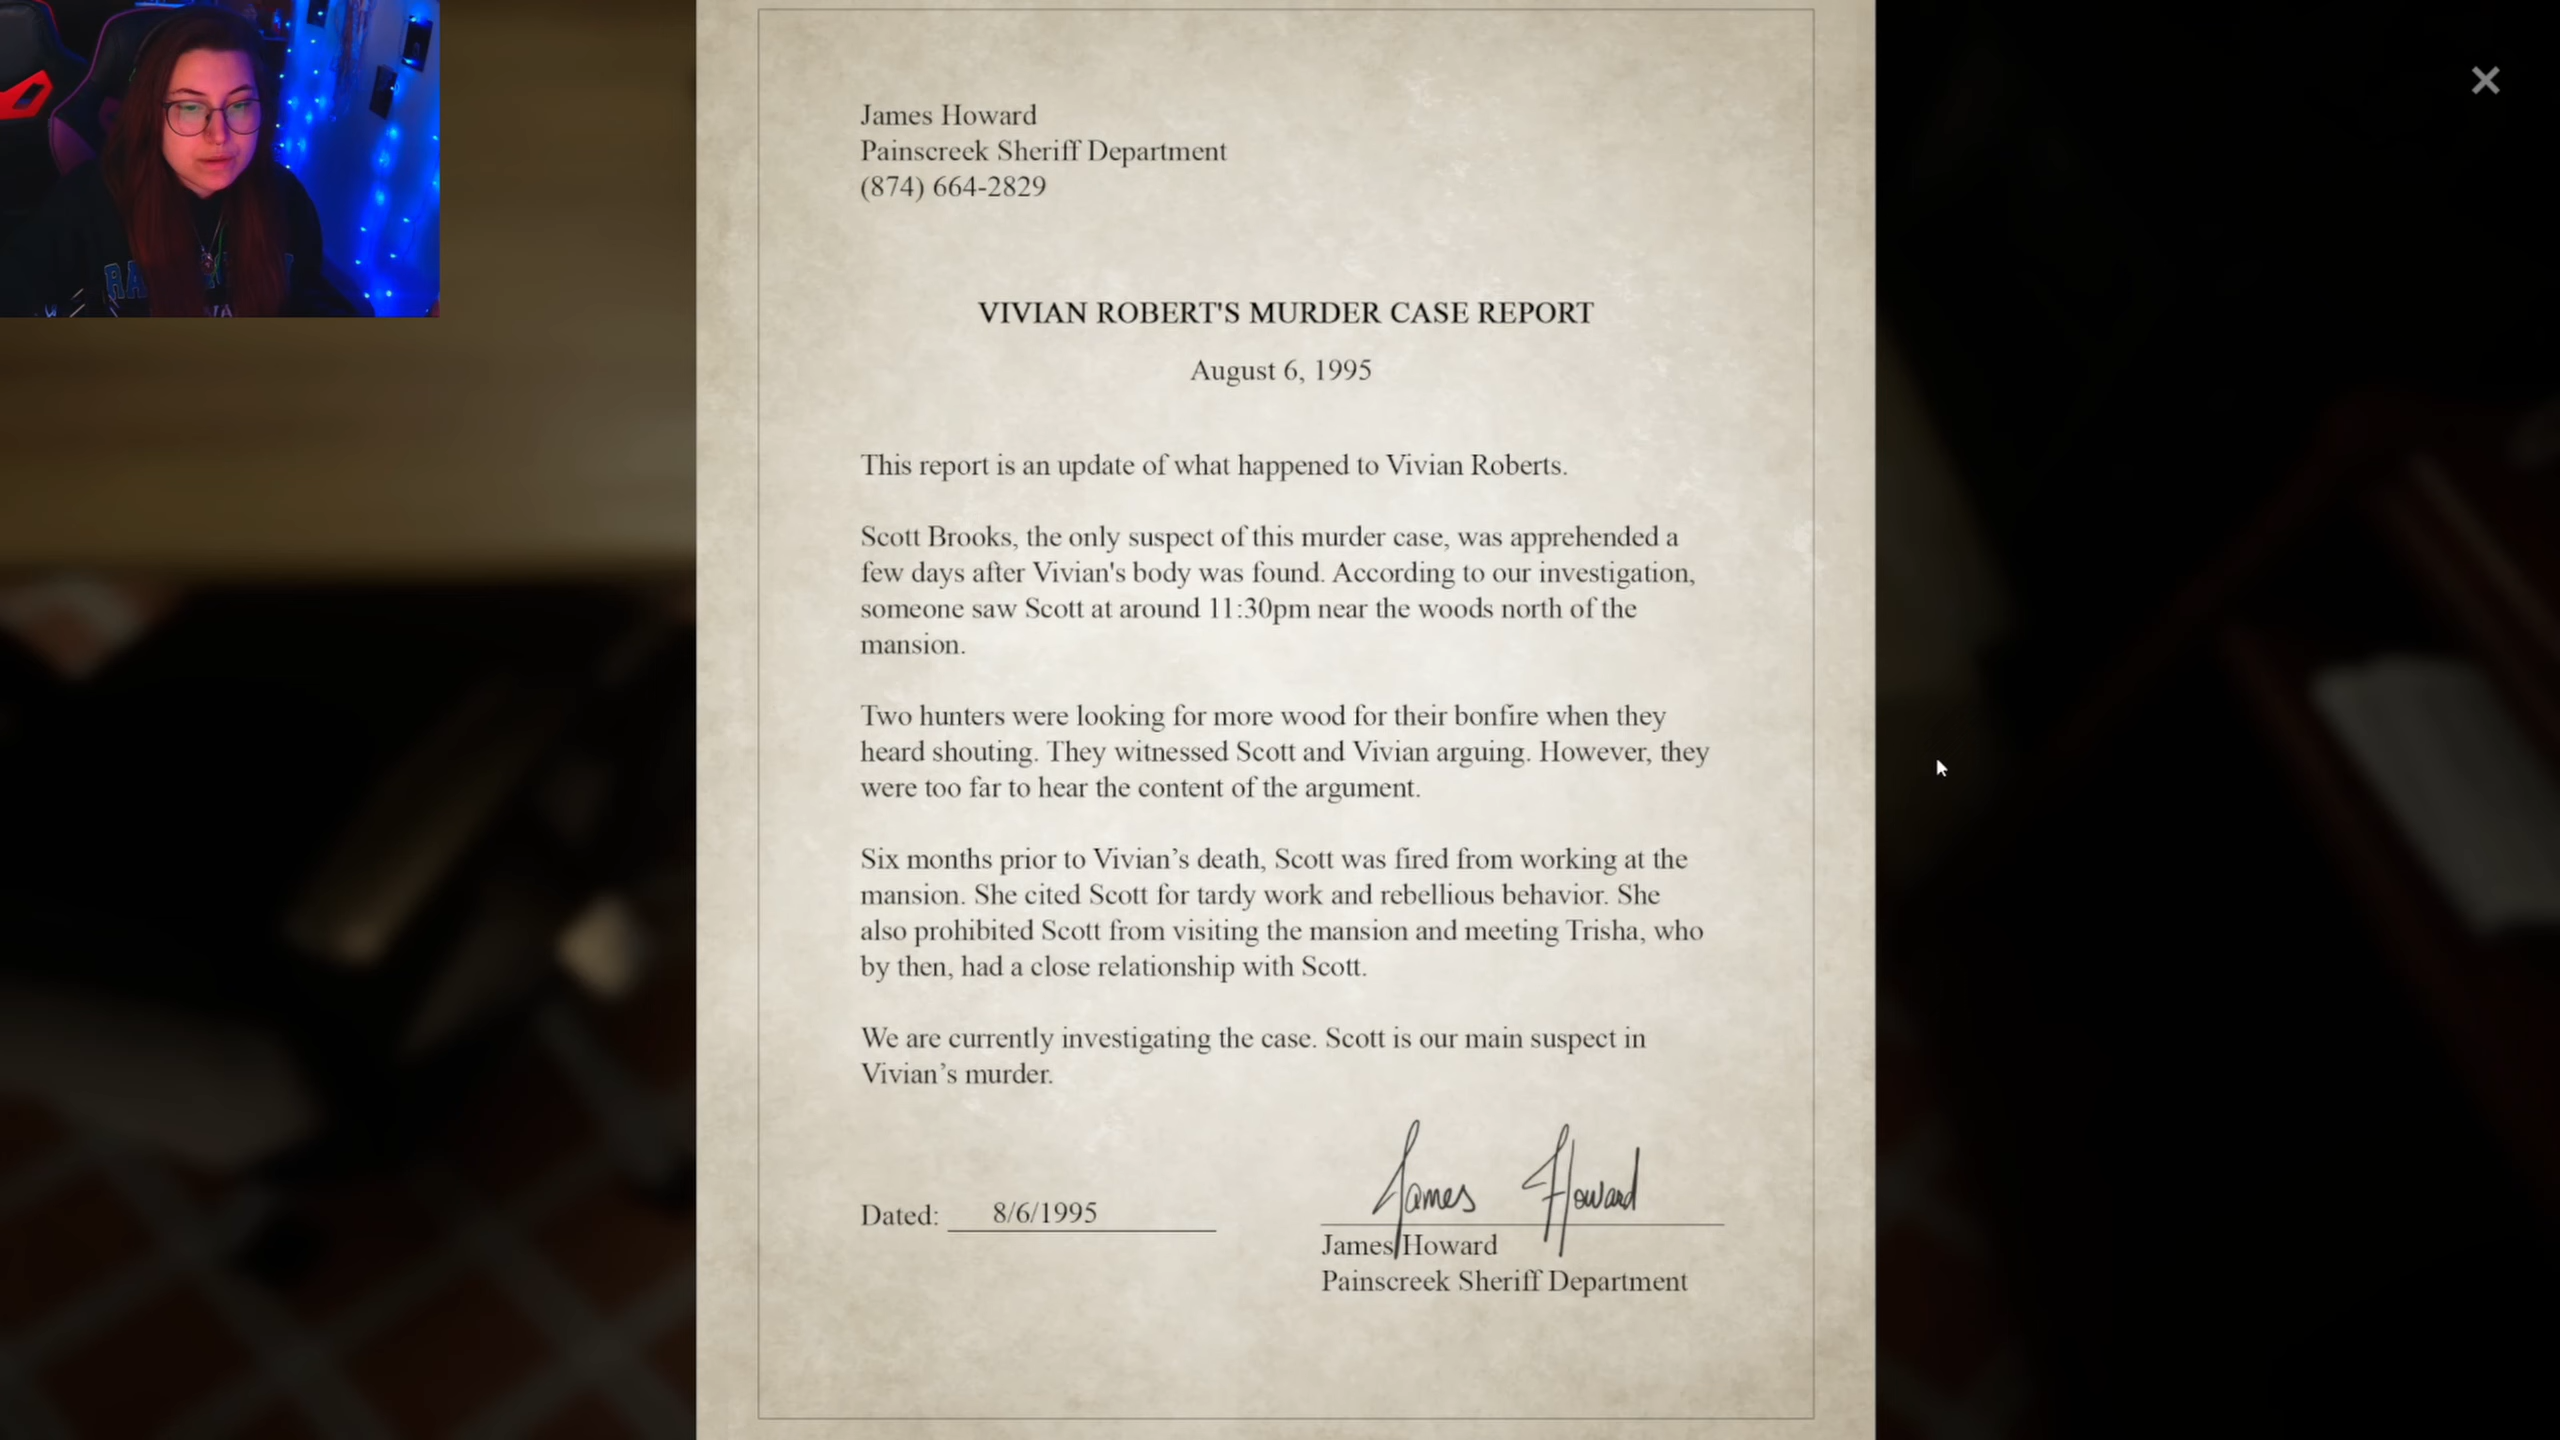 James Howard
Painscreek Sheriff Department
(874) 664-2829
VIVIAN ROBERT'S MURDER CASE REPORT
August 6, 1995
This report is an update of what happened to Vivian Roberts.
Scott Brooks, the only suspect of this murder case, was apprehended a
few days after Vivian's body was found. According to our investigation,
someone saw Scott at around 11:30pm near the woods north of the
mansion.
Two hunters were looking for more wood for their bonfire when they
heard shouting. They witnessed Scott and Vivian arguing. However, they
were too far to hear the content of the argument.
Six months prior to Vivian’s death, Scott was fired from working at the
mansion. She cited Scott for tardy work and rebellious behavior. She
also prohibited Scott from visiting the mansion and meeting Trisha, who
by then, had a close relationship with Scott.
We are currently investigating the case. Scott is our main suspect in
Vivian’s murder.
James Howard
Dated: 8/6/1995
James Howard
Painscreek Sheriff Department